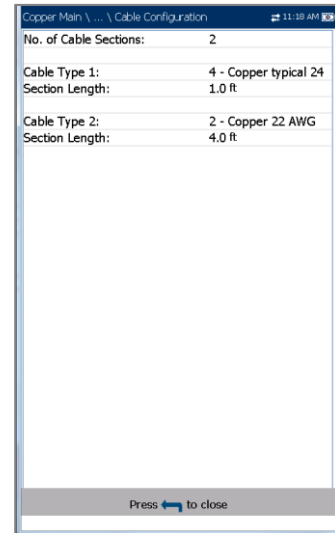 Copper Main \ ... \ Cable Configuration 11:18 AM
No. of Cable Sections: 2
Cable Type 1: 4 - Copper typical 24
Section Length: 1.0 ft
Cable Type 2: 2 - Copper 22 AWG
Section Length: 4.0 ft
Press to close